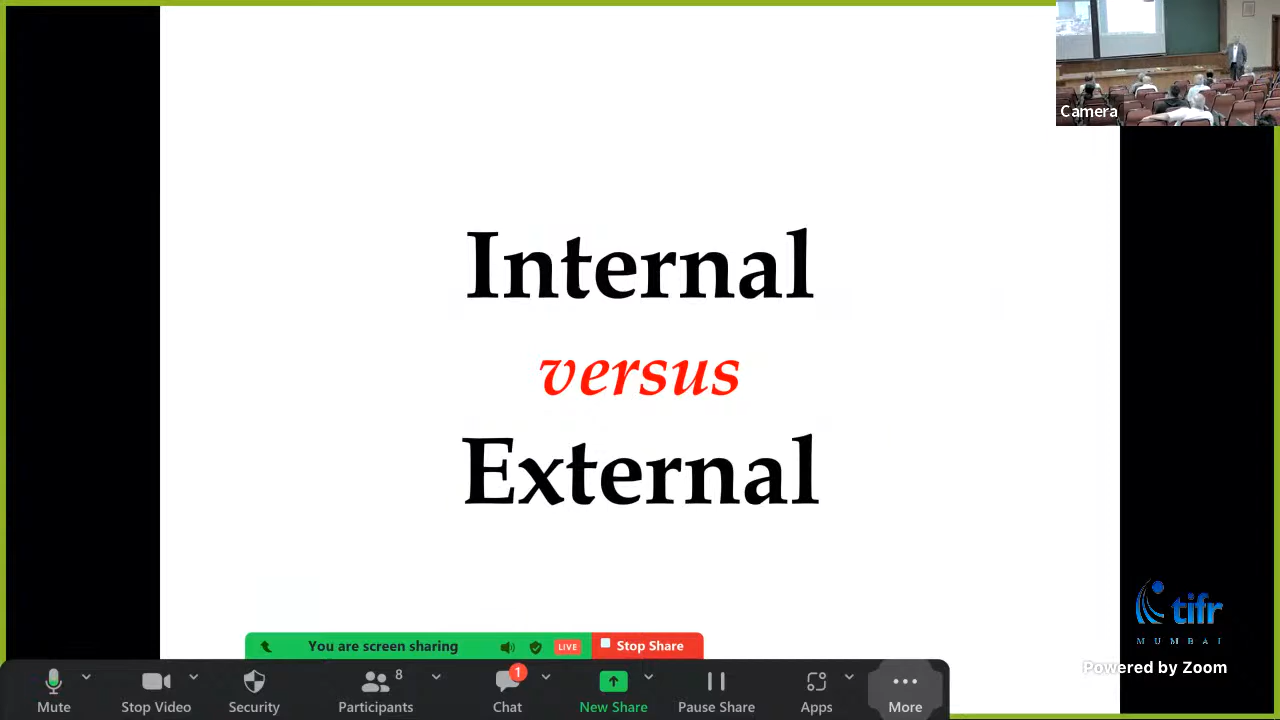 Camera
Internal
versus
External
tifr
MUMBAI
Powered by Zoom
You are screen sharing LIVE Stop Share
8 1
Mute Stop Video Security Participants Chat New Share Pause Share Apps More